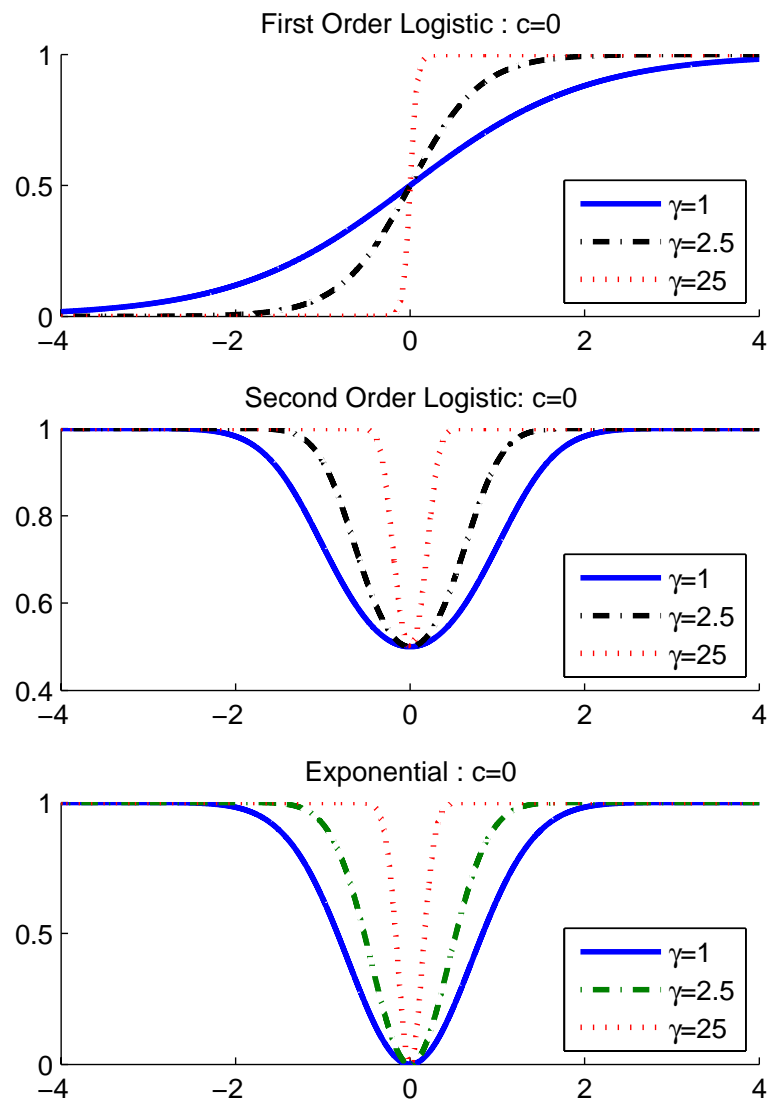 First Order Logistic : c=0
1
0.5
0
−4
−2
0
2
4
γ=1
γ=2.5
γ=25
Second Order Logistic: c=0
1
0.8
0.6
0.4
−4
−2
0
2
4
γ=1
γ=2.5
γ=25
Exponential : c=0
1
0.5
0
−4
−2
0
2
4
γ=1
γ=2.5
γ=25